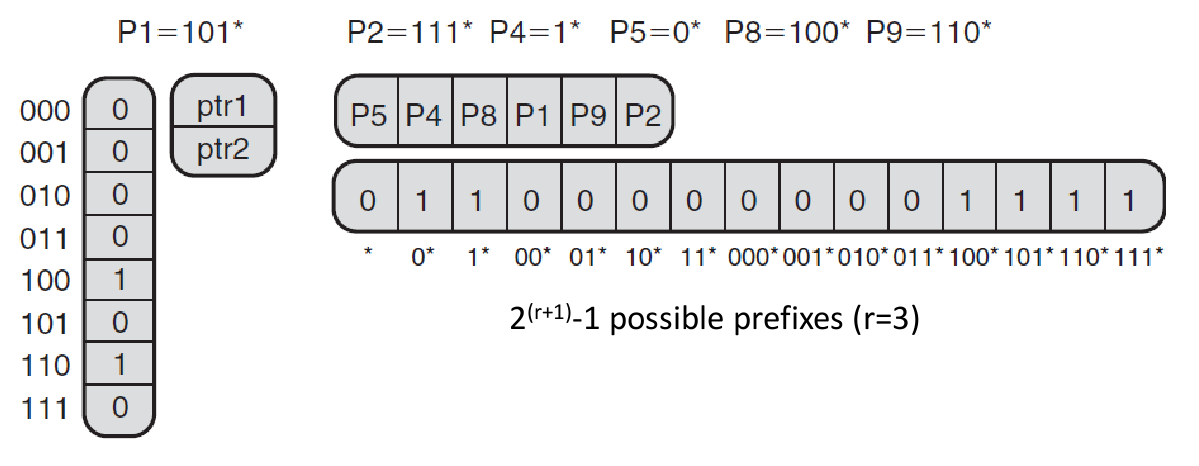 P1=101* P2=111* P4=1* P5=0* P8=100* P9=110*
000 0 ptr1 P5 P4 P8 P1 P9 P2
001 0 ptr2
010 0 0 1 1 0 0 0 0 0 0 0 0 1 1 1 1
011 0 * 0* 1* 00* 01* 10* 11* 000* 001* 010* 011* 100* 101* 110* 111*
100 1
101 0 2^(r+1)-1 possible prefixes (r=3)
110 1
111 0